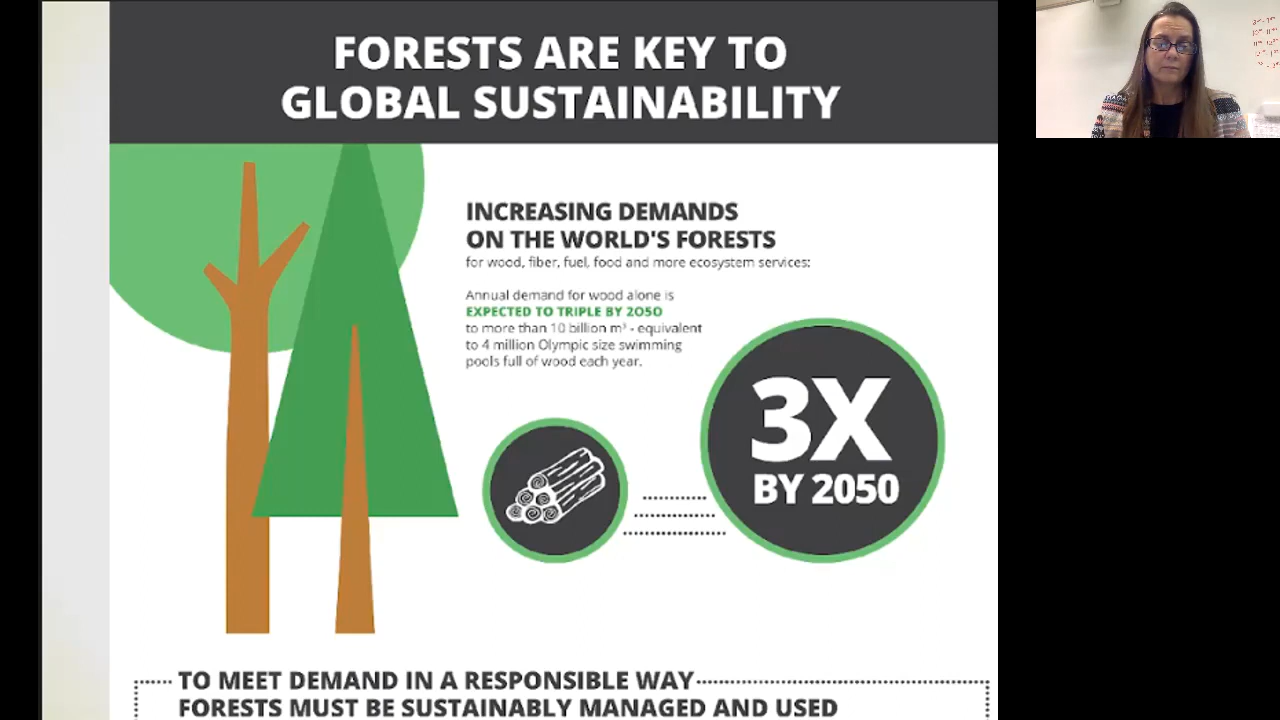 FORESTS ARE KEY TO
GLOBAL SUSTAINABILITY
INCREASING DEMANDS
ON THE WORLD'S FORESTS
for wood, fiber, fuel, food and more ecosystem services:
Annual demand for wood alone is
EXPECTED TO TRIPLE BY 2050
to more than 10 billion m³ - equivalent
to 4 million Olympic size swimming
pools full of wood each year.
3X
BY 2050
TO MEET DEMAND IN A RESPONSIBLE WAY
FORESTS MUST BE SUSTAINABLY MANAGED AND USED